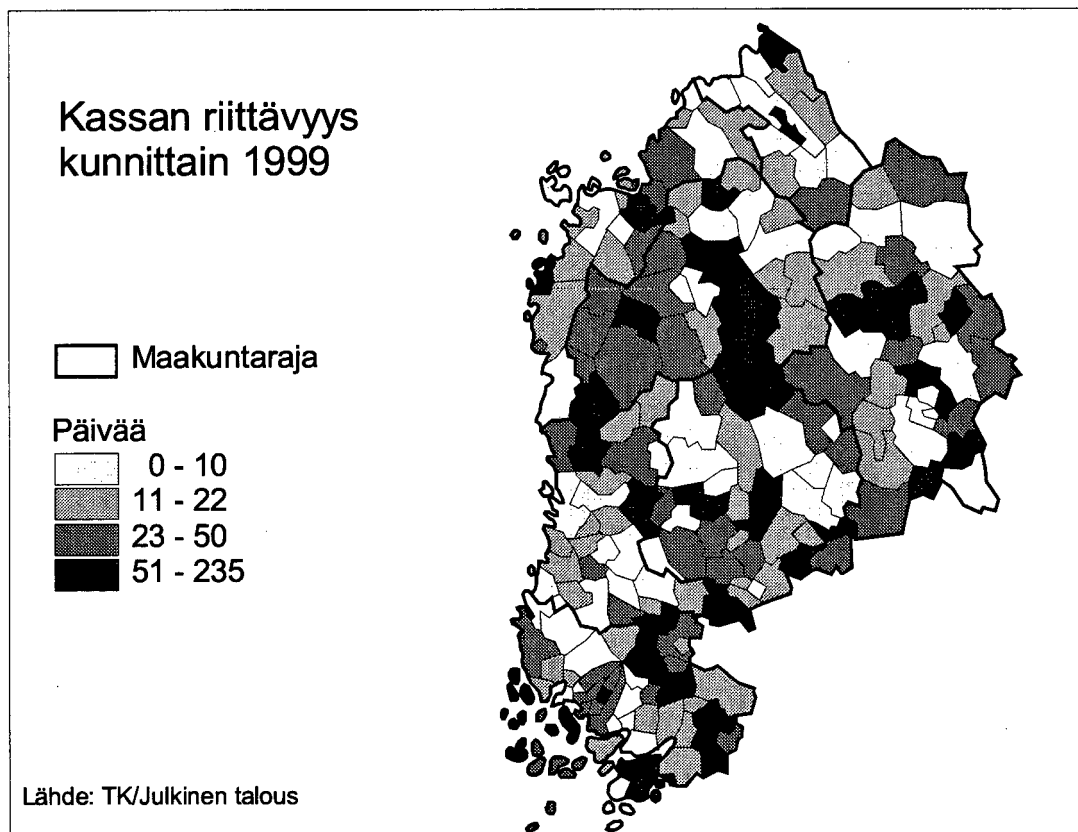 Kassan riittävyys
kunnittain 1999
Maakuntaraja
Päivää
0 - 10
11 - 22
23 - 50
51 - 235
Lähde: TK/Julkinen talous